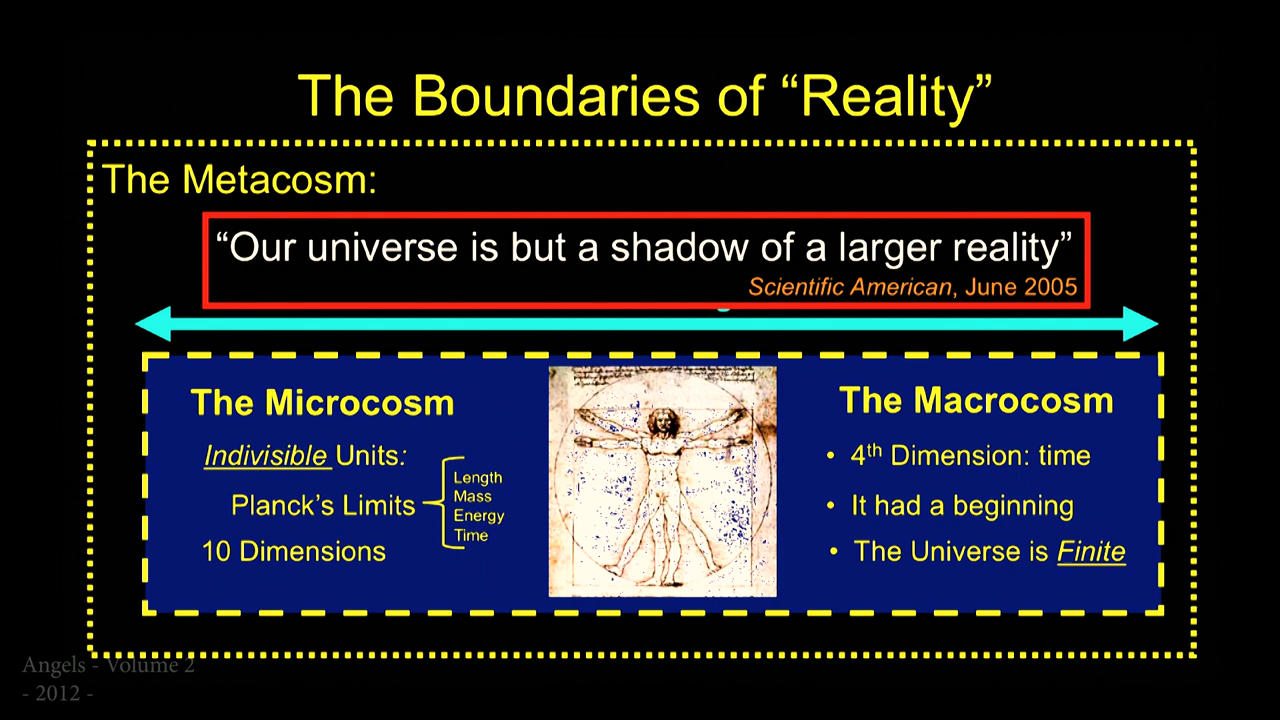 The Boundaries of “Reality”
The Metacosm:
“Our universe is but a shadow of a larger reality”
Scientific American, June 2005
The Microcosm
Indivisible Units:
Planck’s Limits
Length
Mass
Energy
Time
10 Dimensions
The Macrocosm
• 4th Dimension: time
• It had a beginning
• The Universe is Finite
Angels - Volume 2
- 2012 -